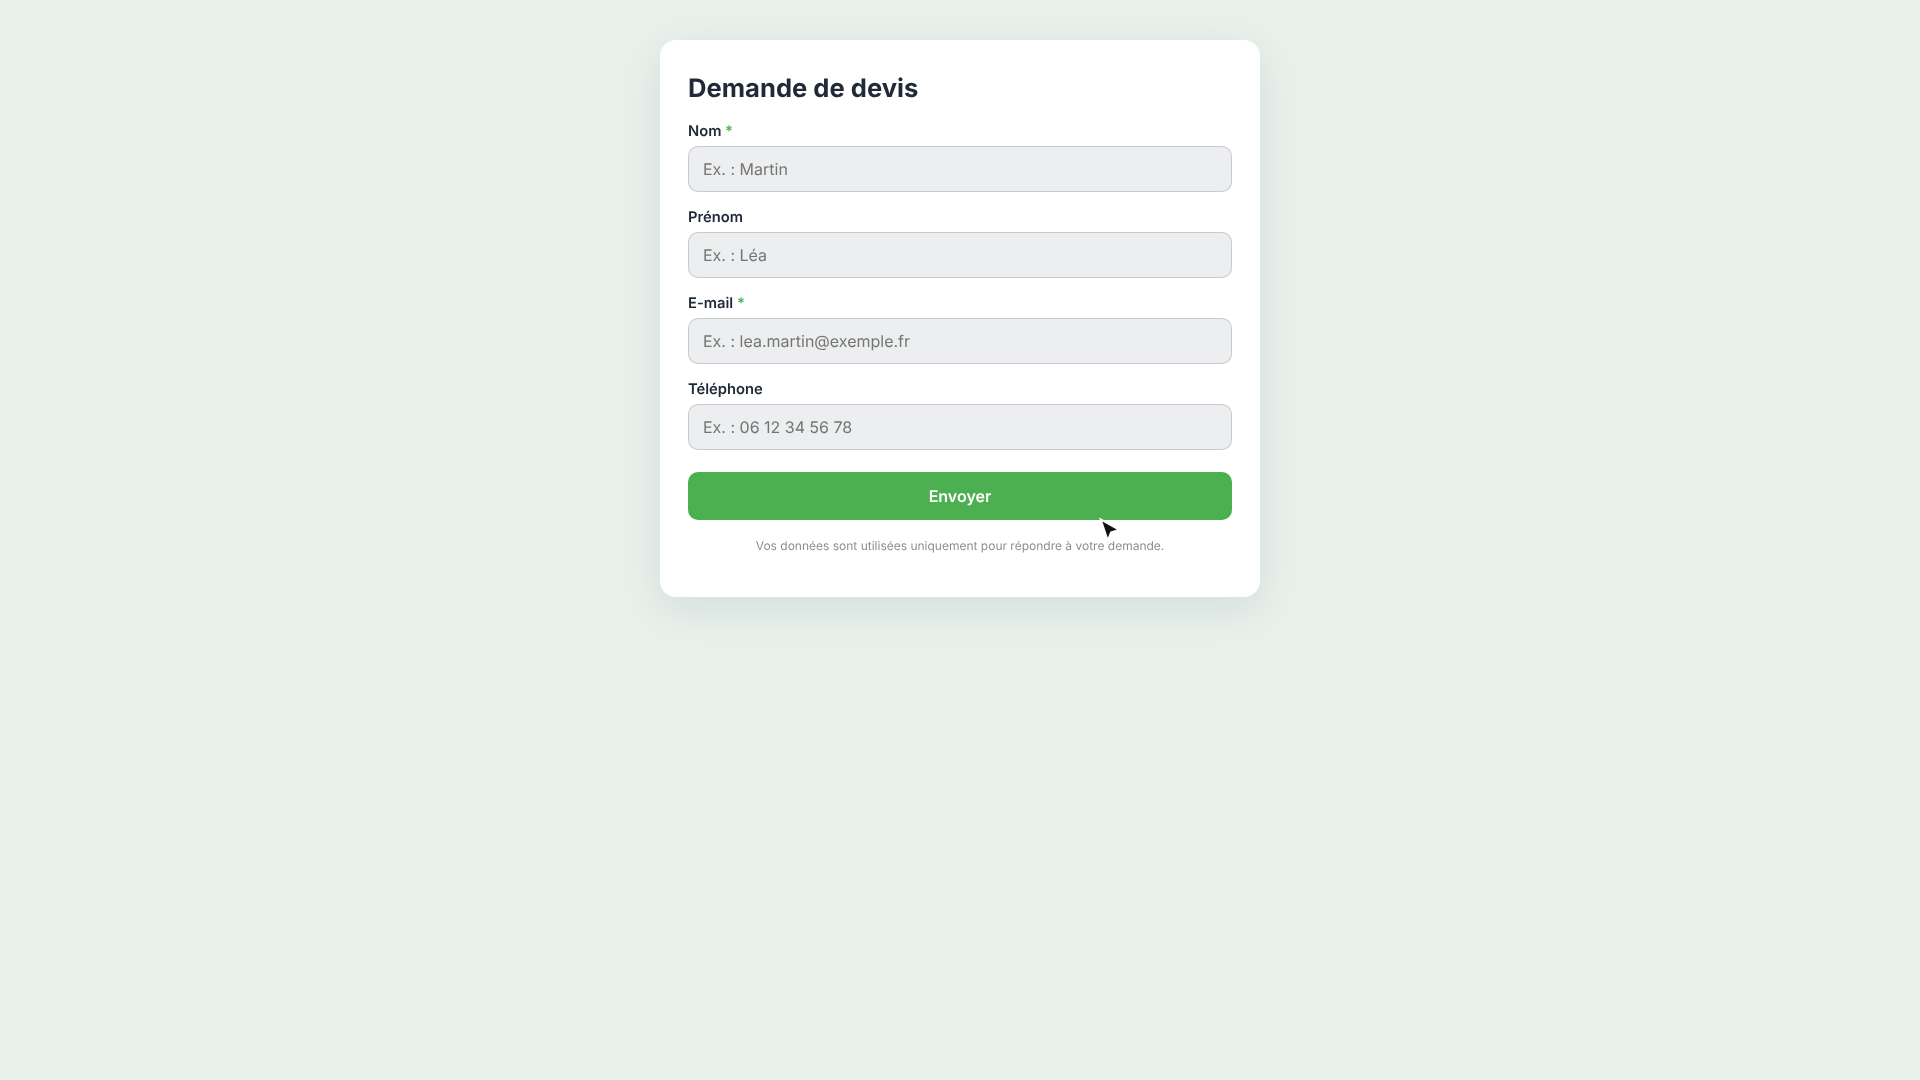 Demande de devis
Nom *
Ex. : Martin
Prénom
Ex. : Léa
E-mail *
Ex. : lea.martin@exemple.fr
Téléphone
Ex. : 06 12 34 56 78
Envoyer
Vos données sont utilisées uniquement pour répondre à votre demande.